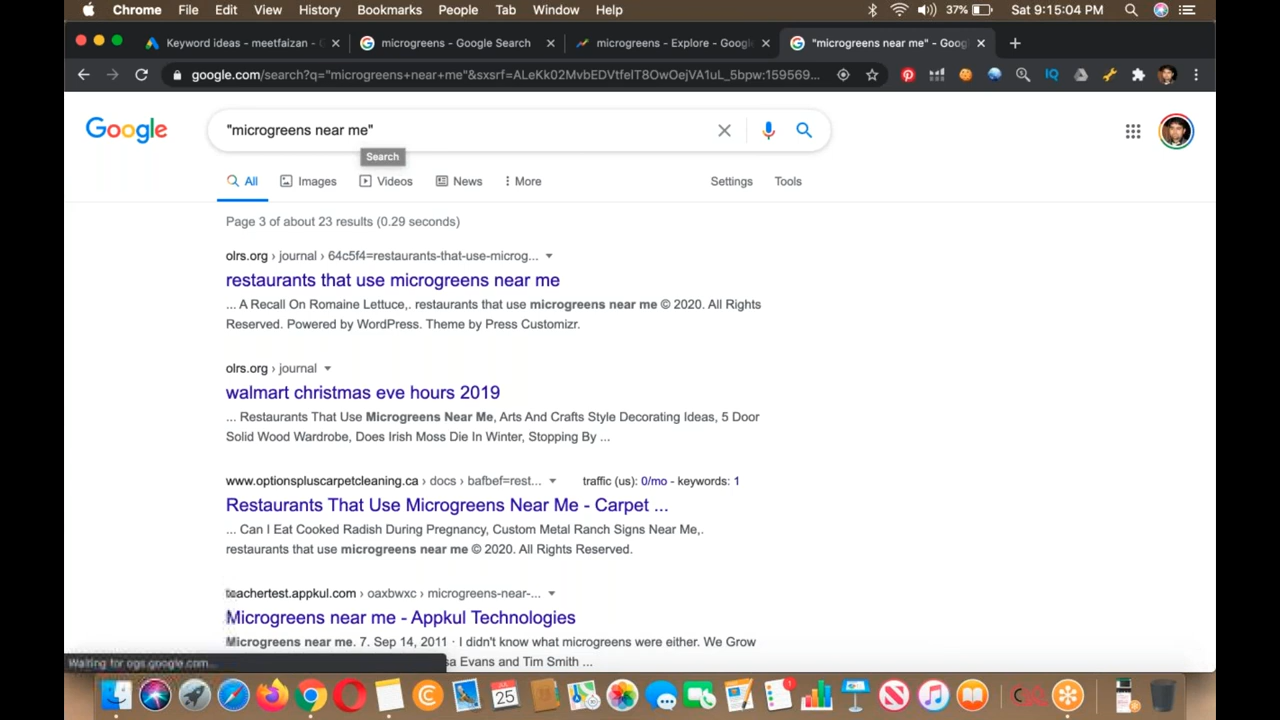 Chrome File Edit View History Bookmarks People Tab Window Help 37% Sat 9:15:04 PM
Keyword ideas - meetfaizan - G × microgreens - Google Search × microgreens - Explore - Google × "microgreens near me" - Googl × +
google.com/search?q="microgreens+near+me"&sxsrf=ALeKk02MvbEDVtfelT8OwOejVA1uL_5bpw:159569... IQ
Google "microgreens near me"
Search
All Images Videos News More Settings Tools
Page 3 of about 23 results (0.29 seconds)
olrs.org › journal › 64c5f4=restaurants-that-use-microg...
restaurants that use microgreens near me
... A Recall On Romaine Lettuce,. restaurants that use microgreens near me © 2020. All Rights
Reserved. Powered by WordPress. Theme by Press Customizr.
olrs.org › journal
walmart christmas eve hours 2019
... Restaurants That Use Microgreens Near Me, Arts And Crafts Style Decorating Ideas, 5 Door
Solid Wood Wardrobe, Does Irish Moss Die In Winter, Stopping By ...
www.optionspluscarpetcleaning.ca › docs › bafbef=rest... traffic (us): 0/mo - keywords: 1
Restaurants That Use Microgreens Near Me - Carpet ...
... Can I Eat Cooked Radish During Pregnancy, Custom Metal Ranch Signs Near Me,.
restaurants that use microgreens near me © 2020. All Rights Reserved.
teachertest.appkul.com › oaxbwxc › microgreens-near-...
Microgreens near me - Appkul Technologies
Microgreens near me. 7. Sep 14, 2011 · I didn't know what microgreens were either. We Grow
Waiting for ogs.google.com... Evans and Tim Smith ...
25
1